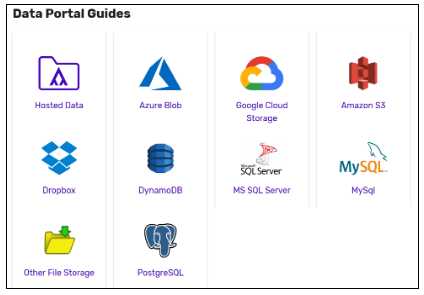 Data Portal Guides
Hosted Data
Azure Blob
Google Cloud
Storage
Amazon S3
Dropbox
DynamoDB
Microsoft
SQL Server
MS SQL Server
MySQL
MySql
Other File Storage
PostgreSQL